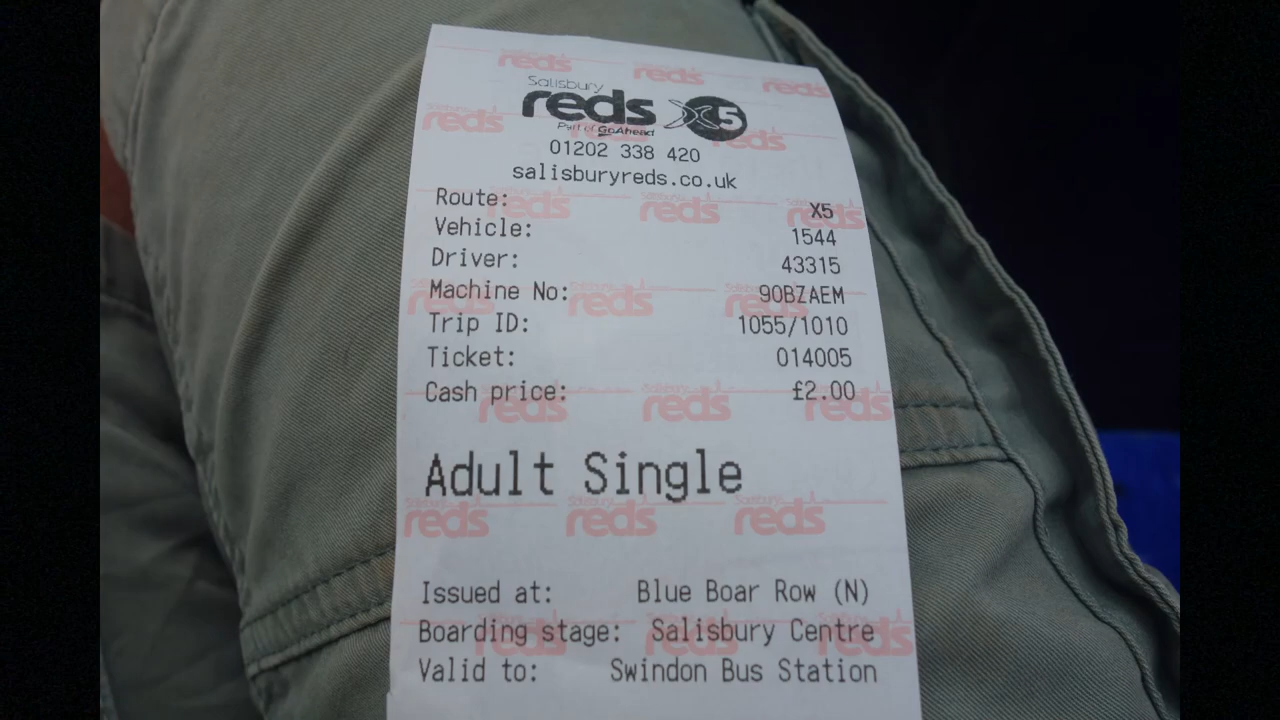 Salisbury
reds X5
Part of GoAhead
01202 338 420
salisburyreds.co.uk
Route: X5
Vehicle: 1544
Driver: 43315
Machine No: 90BZAEM
Trip ID: 1055/1010
Ticket: 014005
Cash price: £2.00
Adult Single
Issued at: Blue Boar Row (N)
Boarding stage: Salisbury Centre
Valid to: Swindon Bus Station